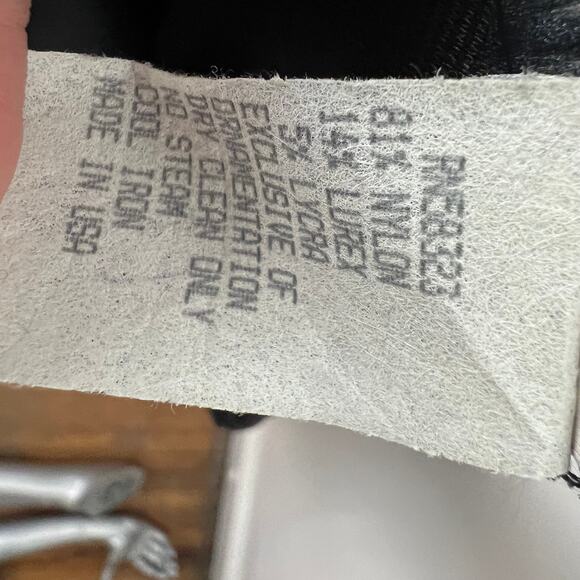 RN58323
81% NYLON
14% LUREX
5% LYCRA
EXCLUSIVE OF
ORNAMENTATION
DRY CLEAN ONLY
NO STEAM
COOL IRON
MADE IN USA